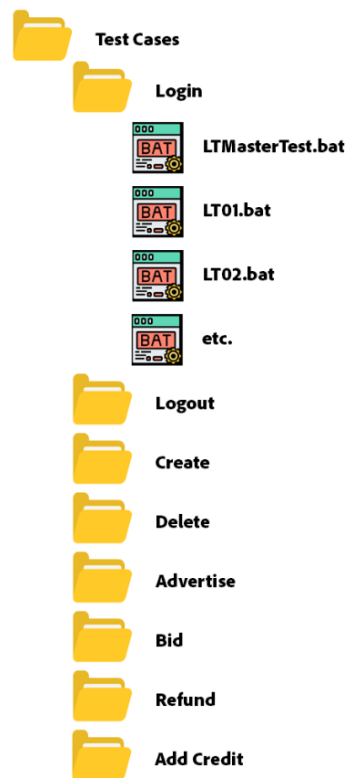 Test Cases
Login
BAT
LTMasterTest.bat
BAT
LT01.bat
BAT
LT02.bat
BAT
etc.
Logout
Create
Delete
Advertise
Bid
Refund
Add Credit